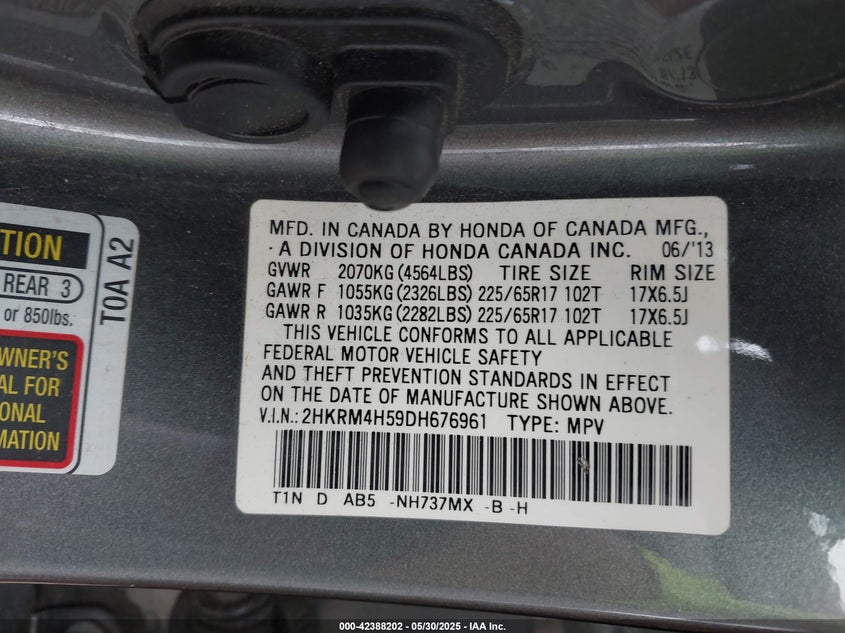 MFD. IN CANADA BY HONDA OF CANADA MFG.,
A DIVISION OF HONDA CANADA INC. 06/'13
GVWR 2070KG (4564LBS) TIRE SIZE RIM SIZE
GAWR F 1055KG (2326LBS) 225/65R17 102T 17X6.5J
GAWR R 1035KG (2282LBS) 225/65R17 102T 17X6.5J
THIS VEHICLE CONFORMS TO ALL APPLICABLE
FEDERAL MOTOR VEHICLE SAFETY
AND THEFT PREVENTION STANDARDS IN EFFECT
ON THE DATE OF MANUFACTURE SHOWN ABOVE.
V.I.N.: 2HKRM4H59DH676961 TYPE: MPV
T1N D AB5 -NH737MX -B -H
TION
REAR 3
or 850lbs.
WNER'S
AL FOR
ONAL
MATION
T0A A2
000-42388202 - 05/30/2025 - IAA Inc.